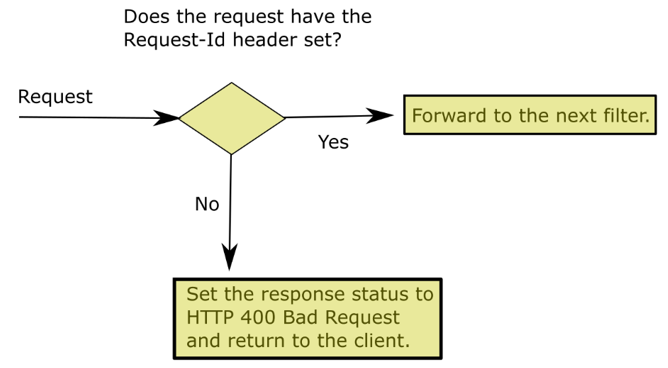 Does the request have the
Request-Id header set?
Request
Forward to the next filter.
Yes
No
Set the response status to
HTTP 400 Bad Request
and return to the client.